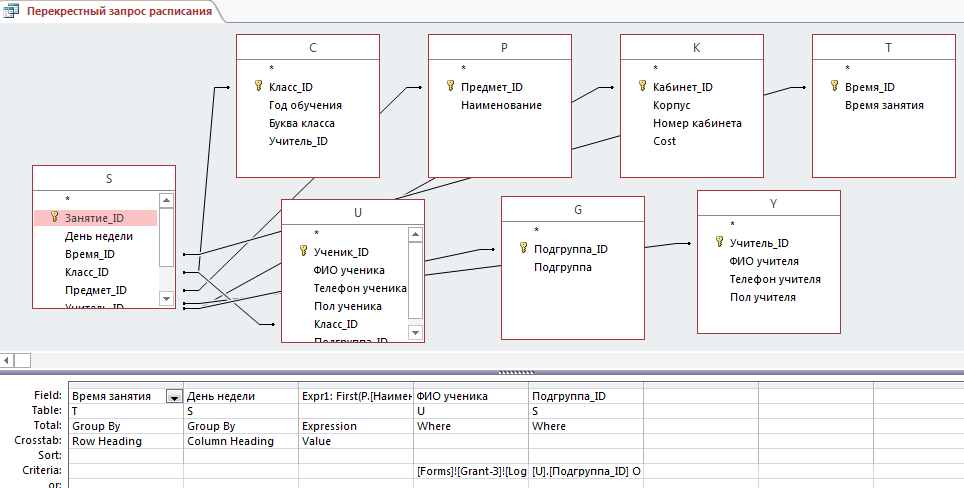 Перекрестный запрос расписания
C
*
Класс_ID
Год обучения
Буква класса
Учитель_ID
P
*
Предмет_ID
Наименование
K
*
Кабинет_ID
Корпус
Номер кабинета
Cost
T
*
Время_ID
Время занятия
S
*
Занятие_ID
День недели
Время_ID
Класс_ID
Предмет_ID
Учитель_ID
U
*
Ученик_ID
ФИО ученика
Телефон ученика
Пол ученика
Класс_ID
Подгруппа_ID
G
*
Подгруппа_ID
Подгруппа
Y
*
Учитель_ID
ФИО учителя
Телефон учителя
Пол учителя
Field: Время занятия День недели Expr1: First(P.[Наимен ФИО ученика Подгруппа_ID
Table: T S U S
Total: Group By Group By Expression Where Where
Crosstab: Row Heading Column Heading Value
Sort:
Criteria: [Forms]![Grant-3]![Log [U].[Подгруппа_ID] O
or: